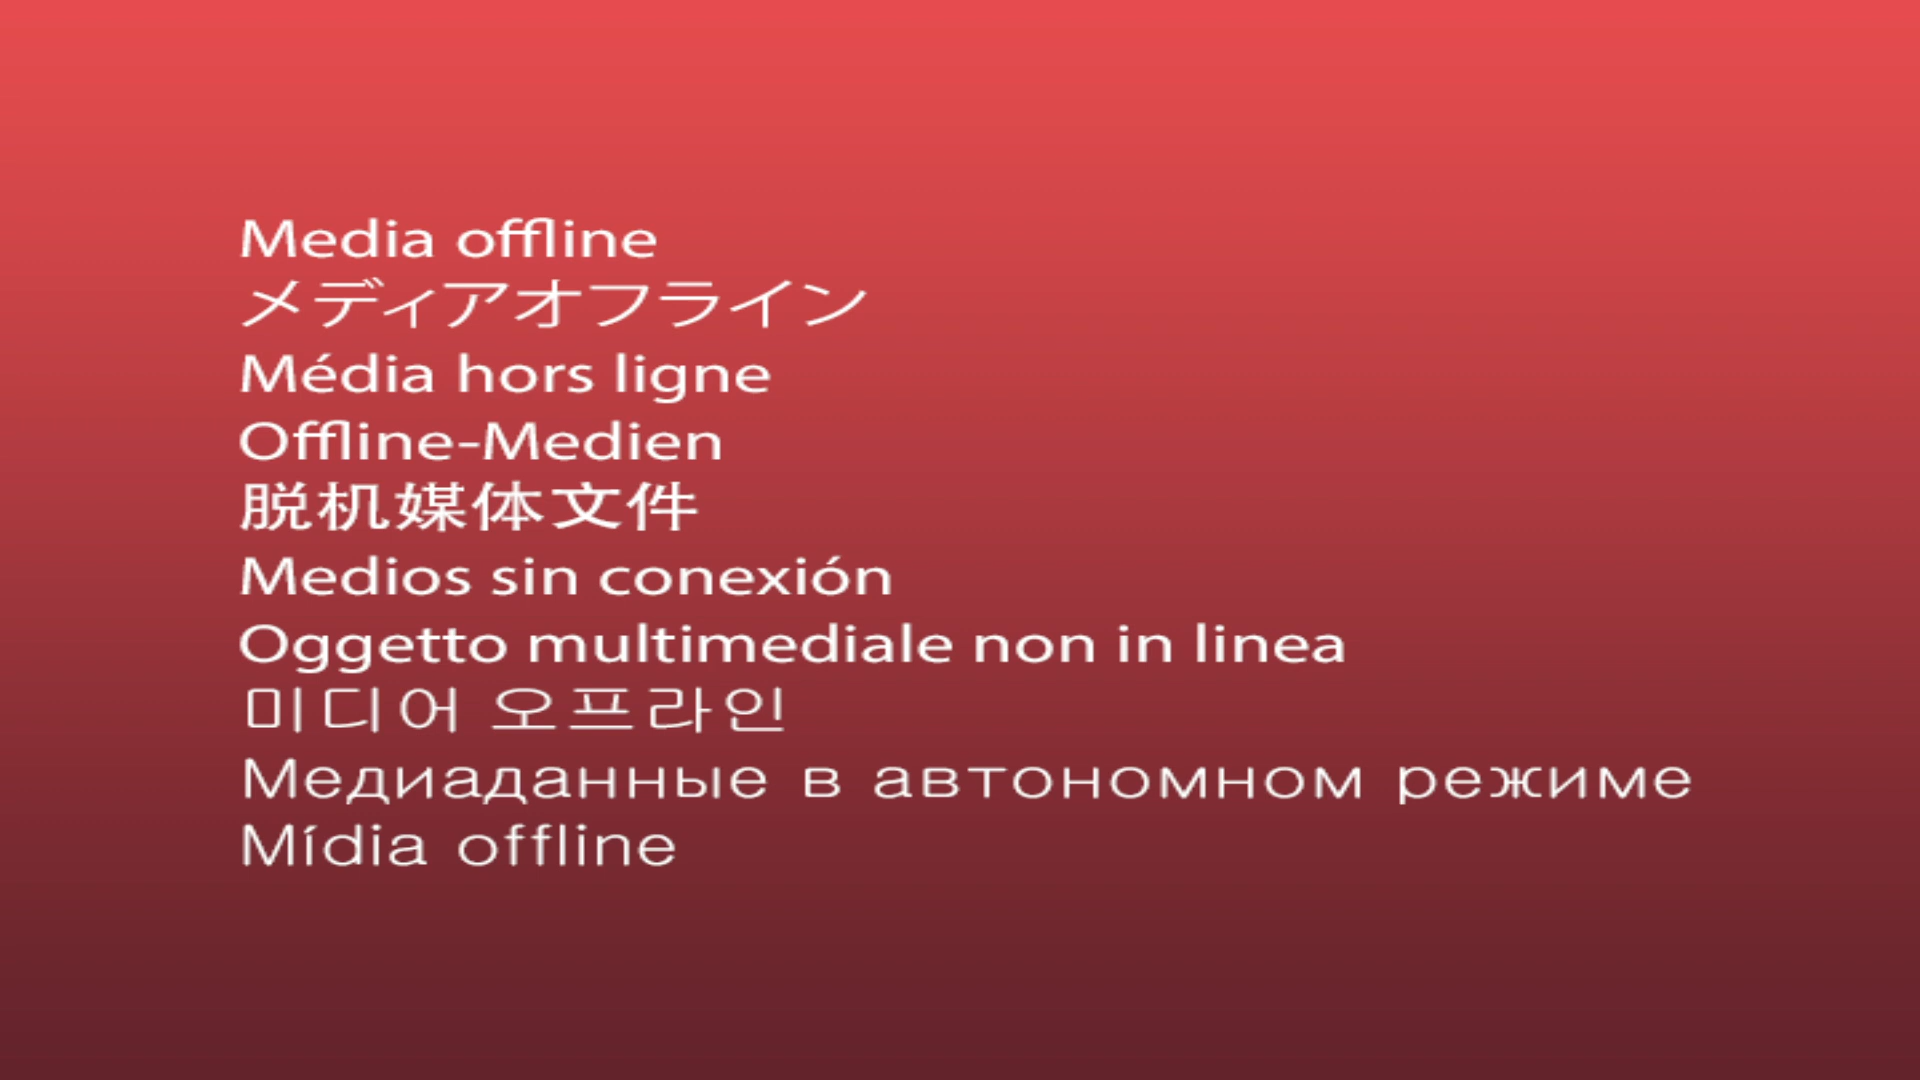 Media offline
メディアオフライン
Média hors ligne
Offline-Medien
脱机媒体文件
Medios sin conexión
Oggetto multimediale non in linea
미디어 오프라인
Медиаданные в автономном режиме
Mídia offline